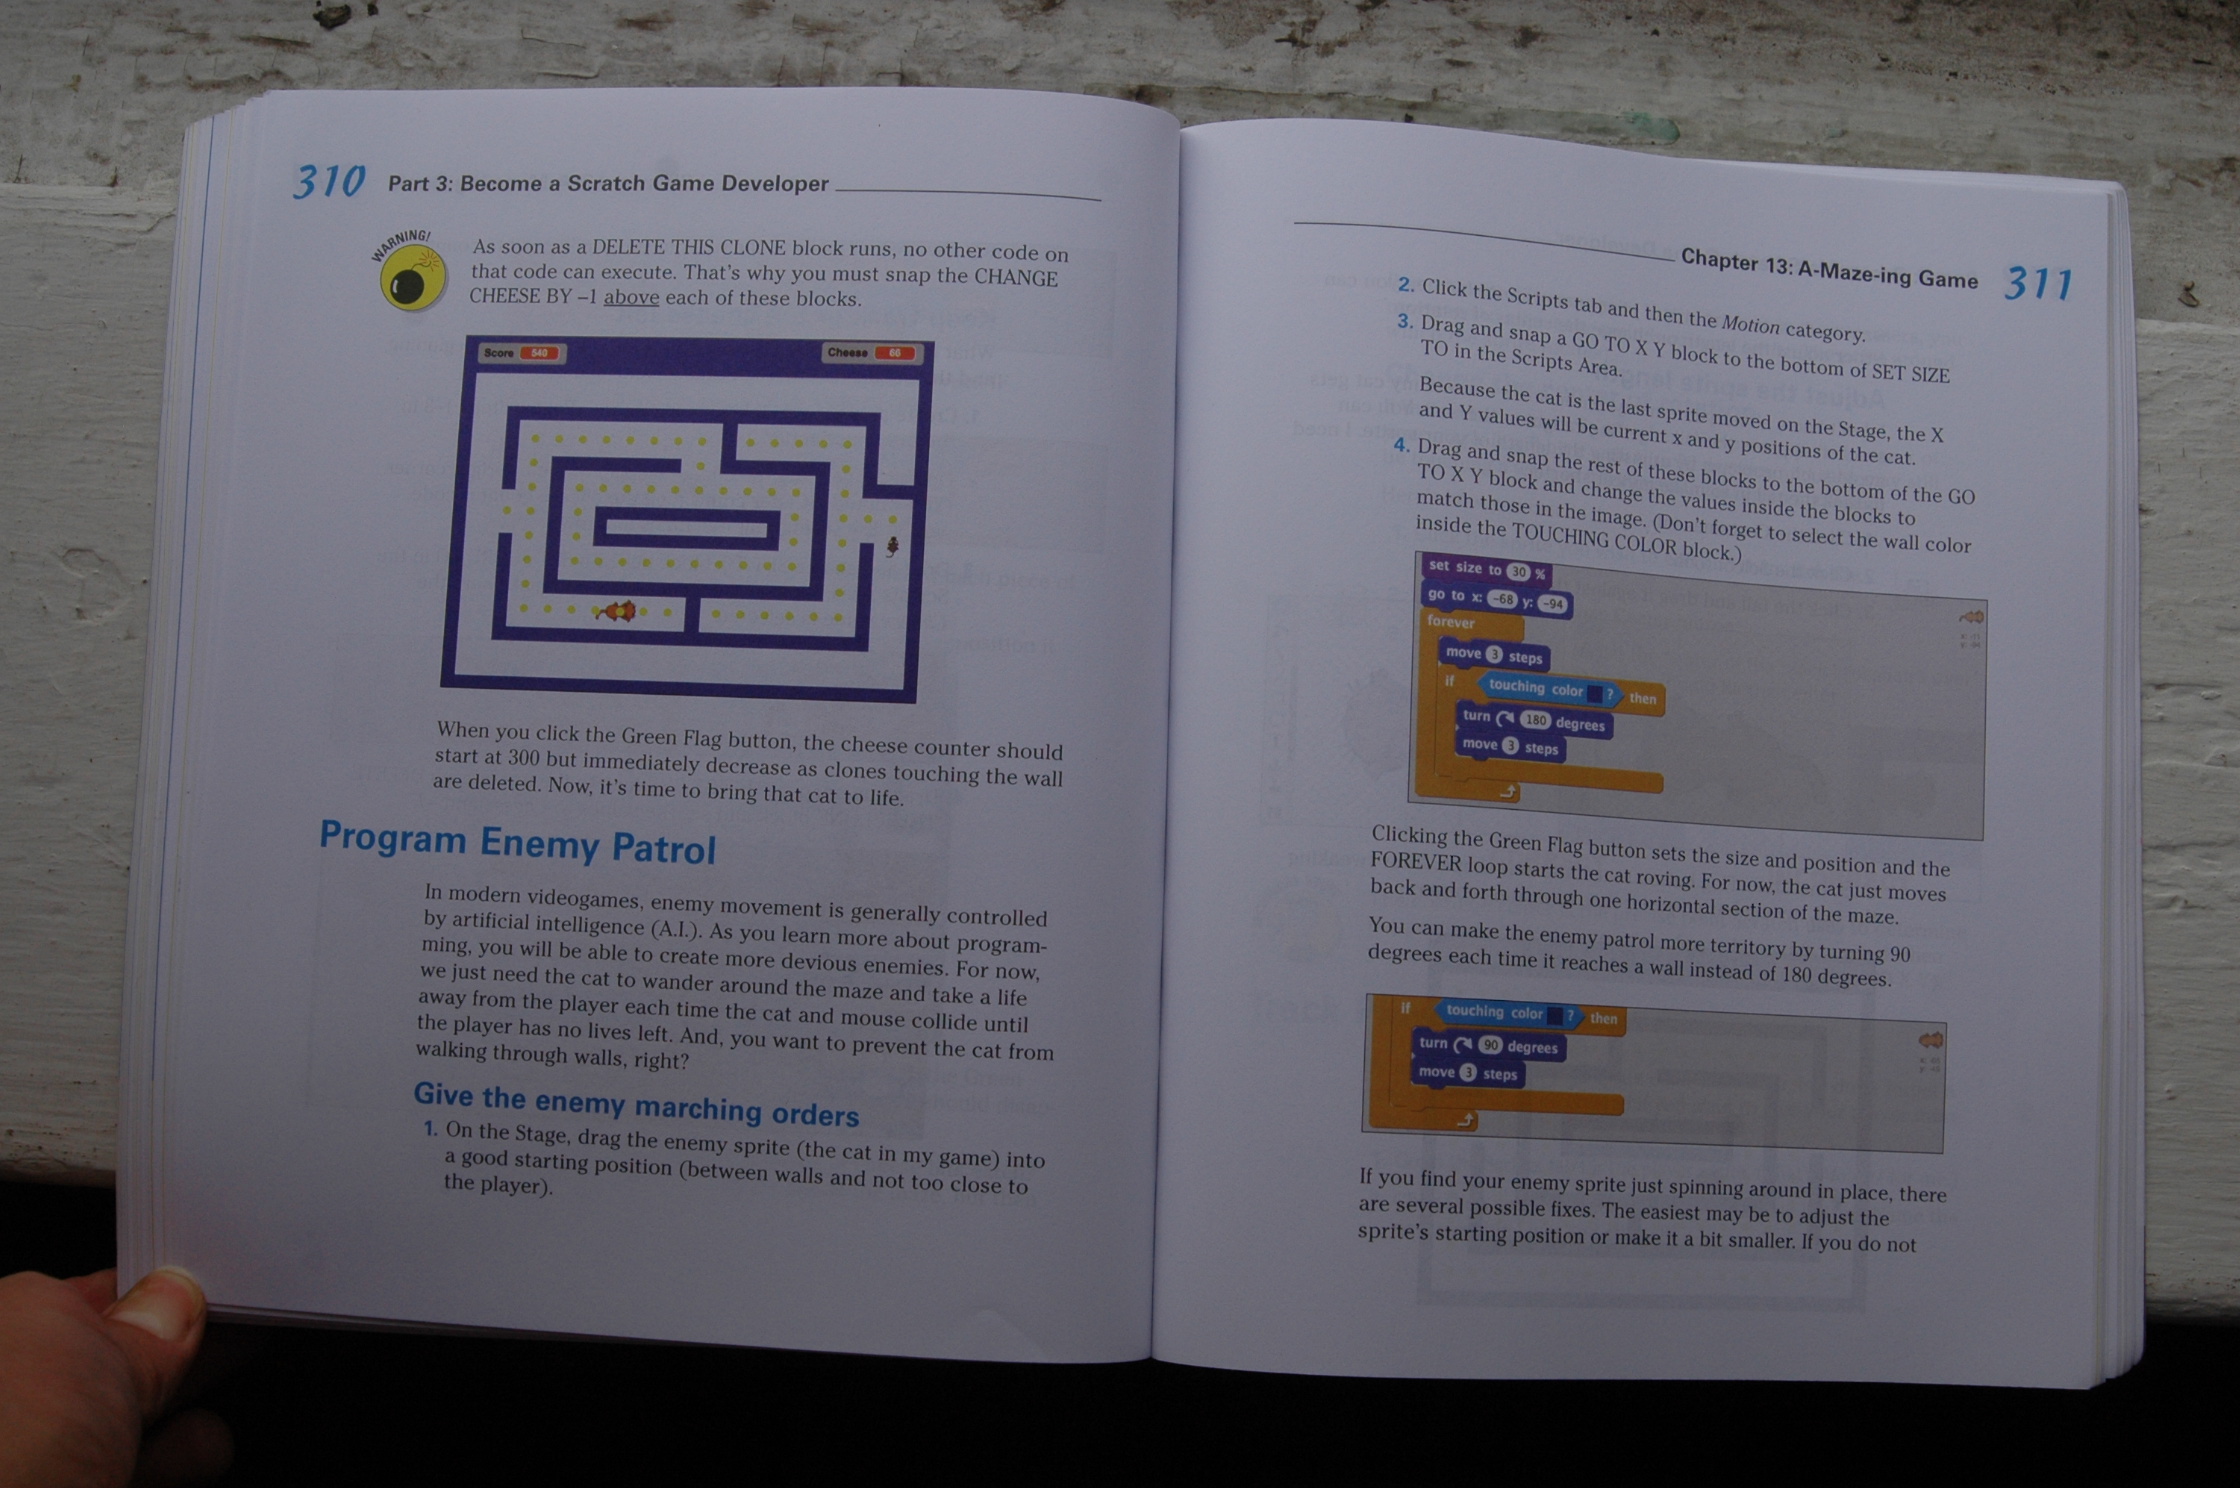 310 Part 3: Become a Scratch Game Developer
WARNING!
As soon as a DELETE THIS CLONE block runs, no other code on
that code can execute. That's why you must snap the CHANGE
CHEESE BY –1 above each of these blocks.
Score 540 Cheese 66
When you click the Green Flag button, the cheese counter should
start at 300 but immediately decrease as clones touching the wall
are deleted. Now, it's time to bring that cat to life.
Program Enemy Patrol
In modern videogames, enemy movement is generally controlled
by artificial intelligence (A.I.). As you learn more about program-
ming, you will be able to create more devious enemies. For now,
we just need the cat to wander around the maze and take a life
away from the player each time the cat and mouse collide until
the player has no lives left. And, you want to prevent the cat from
walking through walls, right?
Give the enemy marching orders
1. On the Stage, drag the enemy sprite (the cat in my game) into
a good starting position (between walls and not too close to
the player).
Chapter 13: A-Maze-ing Game 311
2. Click the Scripts tab and then the Motion category.
3. Drag and snap a GO TO X Y block to the bottom of SET SIZE
TO in the Scripts Area.
Because the cat is the last sprite moved on the Stage, the X
and Y values will be current x and y positions of the cat.
4. Drag and snap the rest of these blocks to the bottom of the GO
TO X Y block and change the values inside the blocks to
match those in the image. (Don't forget to select the wall color
inside the TOUCHING COLOR block.)
set size to 30 %
go to x: -68 y: -94
forever
move 3 steps
if touching color ? then
turn 180 degrees
move 3 steps
Clicking the Green Flag button sets the size and position and the
FOREVER loop starts the cat roving. For now, the cat just moves
back and forth through one horizontal section of the maze.
You can make the enemy patrol more territory by turning 90
degrees each time it reaches a wall instead of 180 degrees.
if touching color ? then
turn 90 degrees
move 3 steps
If you find your enemy sprite just spinning around in place, there
are several possible fixes. The easiest may be to adjust the
sprite's starting position or make it a bit smaller. If you do not